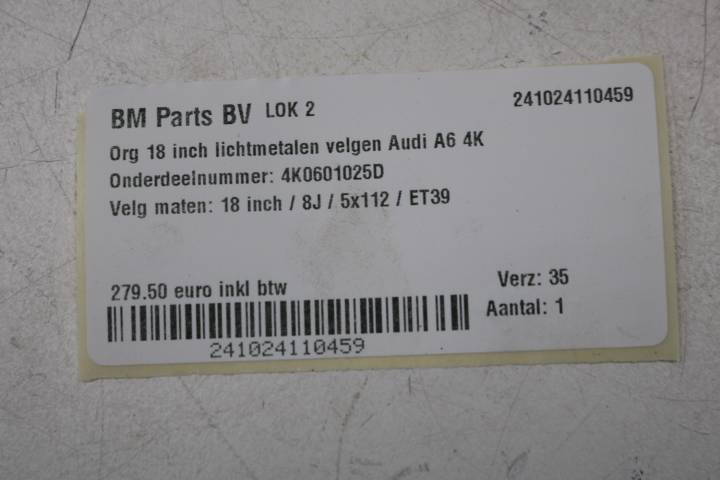 BM Parts BV LOK 2 241024110459
Org 18 inch lichtmetalen velgen Audi A6 4K
Onderdeelnummer: 4K0601025D
Velg maten: 18 inch / 8J / 5x112 / ET39
279.50 euro inkl btw Verz: 35
Aantal: 1
241024110459